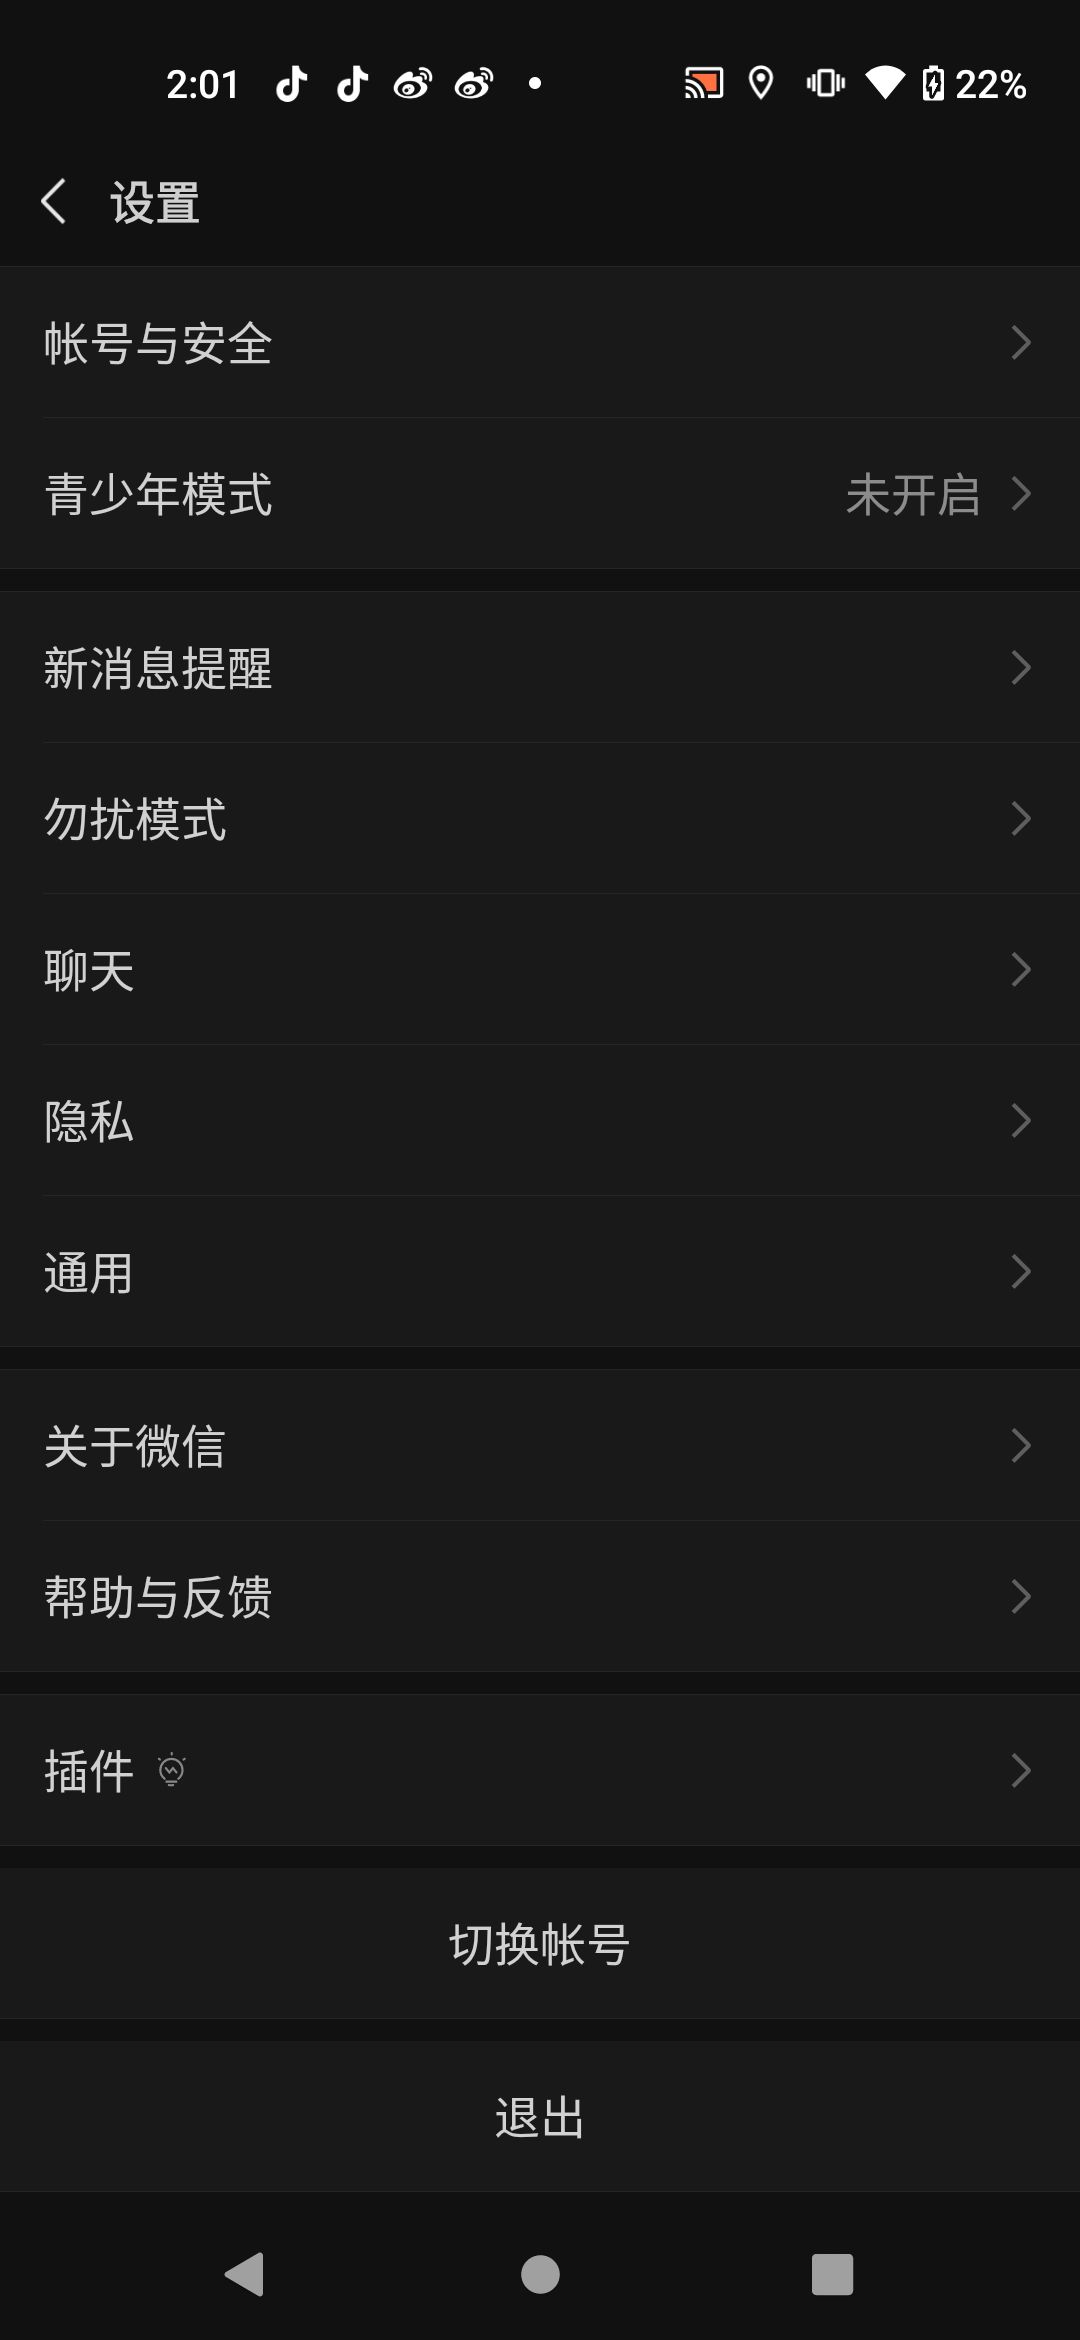 2:01
22%
设置
帐号与安全
青少年模式 未开启
新消息提醒
勿扰模式
聊天
隐私
通用
关于微信
帮助与反馈
插件
切换帐号
退出